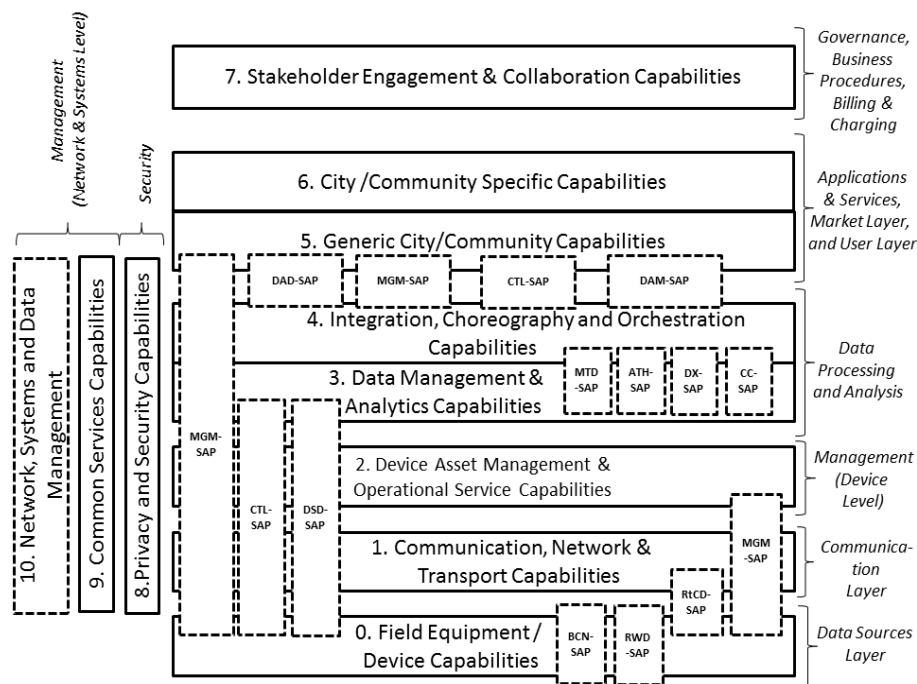 Management
(Network & Systems Level)
Security
10. Network, Systems and Data
Management
9. Common Services Capabilities
8.Privacy and Security Capabilities
7. Stakeholder Engagement & Collaboration Capabilities
Governance,
Business
Procedures,
Billing &
Charging
6. City /Community Specific Capabilities
5. Generic City/Community Capabilities
Applications
& Services,
Market Layer,
and User Layer
DAD-SAP
MGM-SAP
CTL-SAP
DAM-SAP
4. Integration, Choreography and Orchestration
Capabilities
3. Data Management &
Analytics Capabilities
MTD
-SAP
ATH-
SAP
DX-
SAP
CC-
SAP
Data
Processing
and Analysis
MGM-
SAP
CTL-
SAP
DSD-
SAP
2. Device Asset Management &
Operational Service Capabilities
Management
(Device
Level)
1. Communication, Network &
Transport Capabilities
MGM
-SAP
Communica-
tion
Layer
RtCD-
SAP
0. Field Equipment /
Device Capabilities
BCN-
SAP
RWD
-SAP
Data Sources
Layer